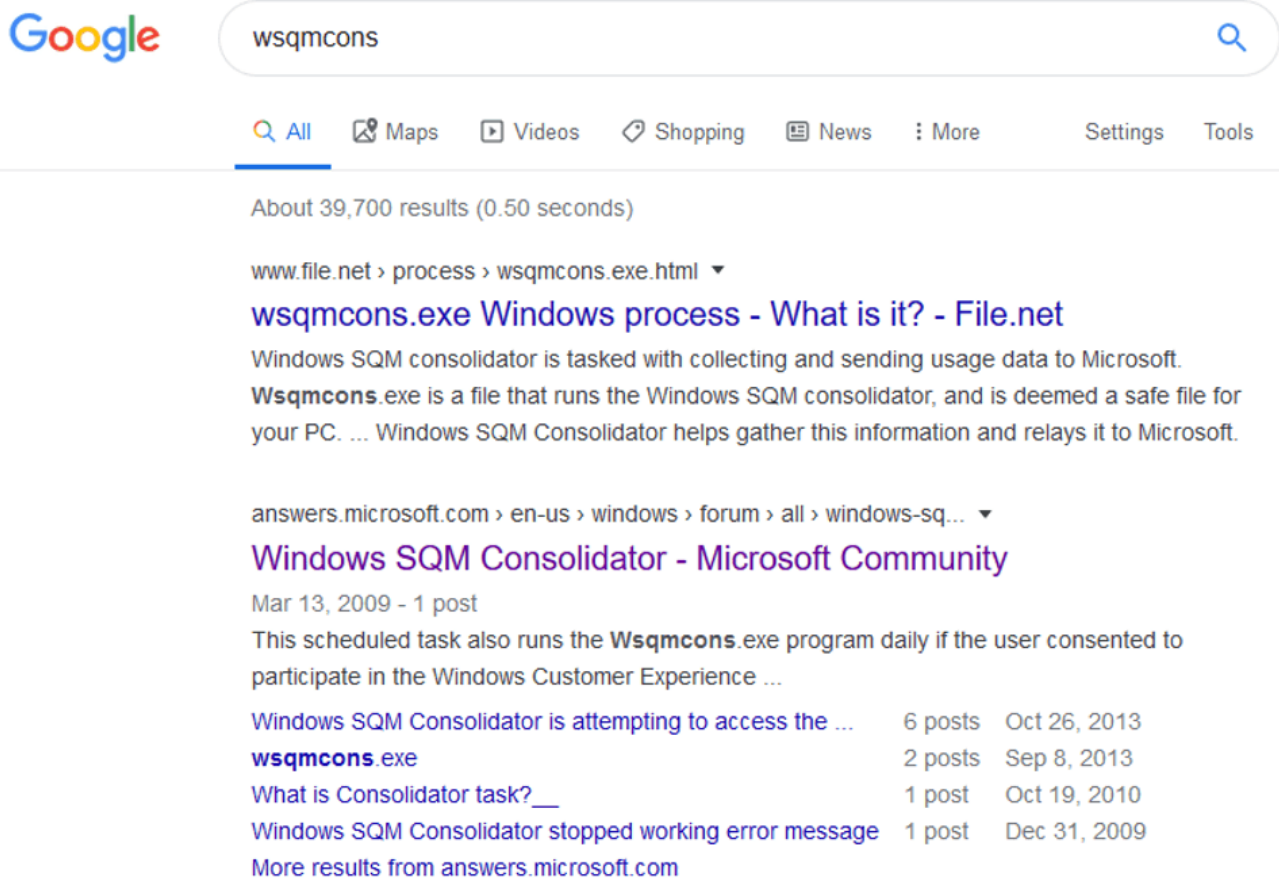 Google
wsqmcons
All Maps Videos Shopping News More Settings Tools
About 39,700 results (0.50 seconds)
www.file.net › process › wsqmcons.exe.html
wsqmcons.exe Windows process - What is it? - File.net
Windows SQM consolidator is tasked with collecting and sending usage data to Microsoft.
Wsqmcons.exe is a file that runs the Windows SQM consolidator, and is deemed a safe file for
your PC. ... Windows SQM Consolidator helps gather this information and relays it to Microsoft.
answers.microsoft.com › en-us › windows › forum › all › windows-sq...
Windows SQM Consolidator - Microsoft Community
Mar 13, 2009 - 1 post
This scheduled task also runs the Wsqmcons.exe program daily if the user consented to
participate in the Windows Customer Experience ...
Windows SQM Consolidator is attempting to access the ... 6 posts Oct 26, 2013
wsqmcons.exe 2 posts Sep 8, 2013
What is Consolidator task?__ 1 post Oct 19, 2010
Windows SQM Consolidator stopped working error message 1 post Dec 31, 2009
More results from answers.microsoft.com